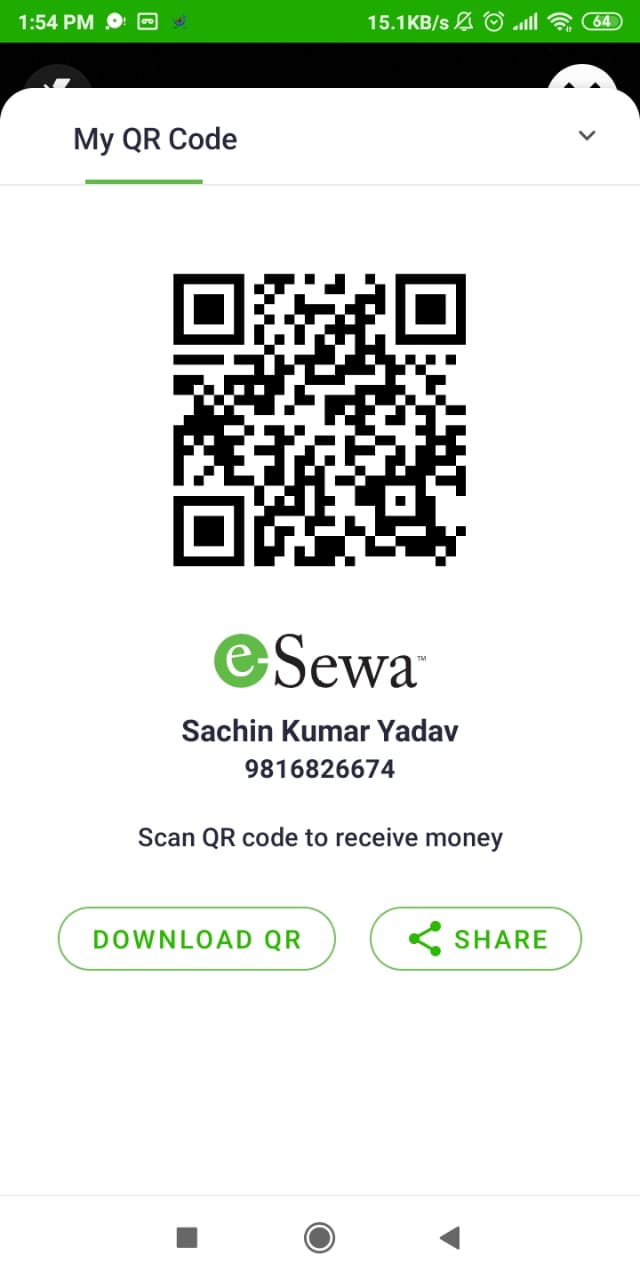 1:54 PM 15.1KB/s 64
My QR Code
e-Sewa™
Sachin Kumar Yadav
9816826674
Scan QR code to receive money
DOWNLOAD QR SHARE